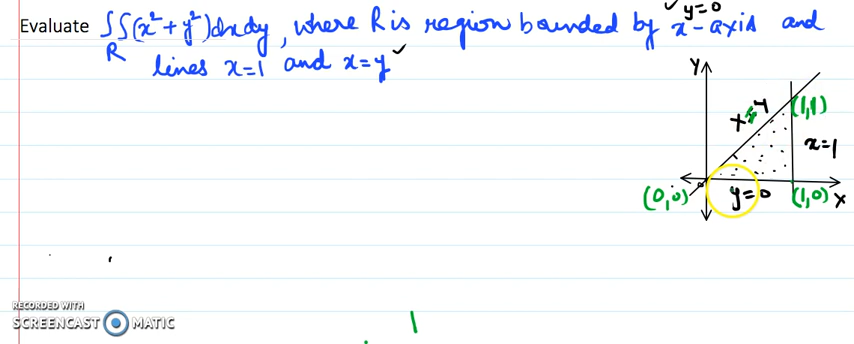 y=0
Evaluate ∬(x²+y²)dxdy, where R is region bounded by x-axis and
R
lines x=1 and x=y
Y
x=y
(1,1)
x=1
(0,0)
y=0
(1,0)
X
RECORDED WITH
SCREENCAST MATIC